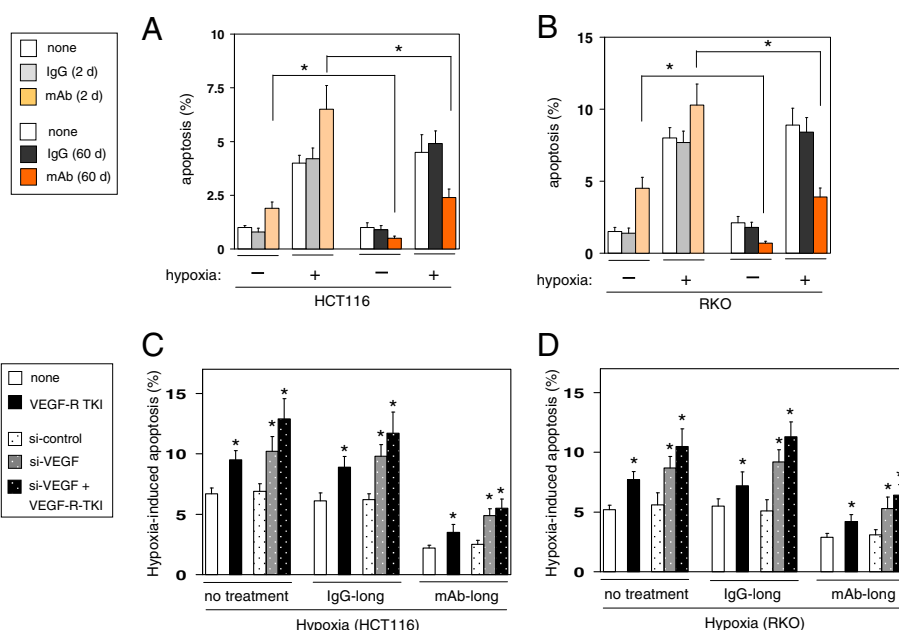 A
B
none
IgG (2 d)
mAb (2 d)
none
IgG (60 d)
mAb (60 d)
apoptosis (%)
10
7.5
5
2.5
0
*
*
hypoxia:
− + − +
HCT116
apoptosis (%)
15
10
5
0
*
*
hypoxia:
− + − +
RKO
C
D
none
VEGF-R TKI
si-control
si-VEGF
si-VEGF +
VEGF-R-TKI
Hypoxia-induced apoptosis (%)
15
10
5
0
* * *
* * *
* * *
no treatment IgG-long mAb-long
Hypoxia (HCT116)
Hypoxia-induced apoptosis (%)
15
10
5
0
* * *
* * *
* * *
no treatment IgG-long mAb-long
Hypoxia (RKO)